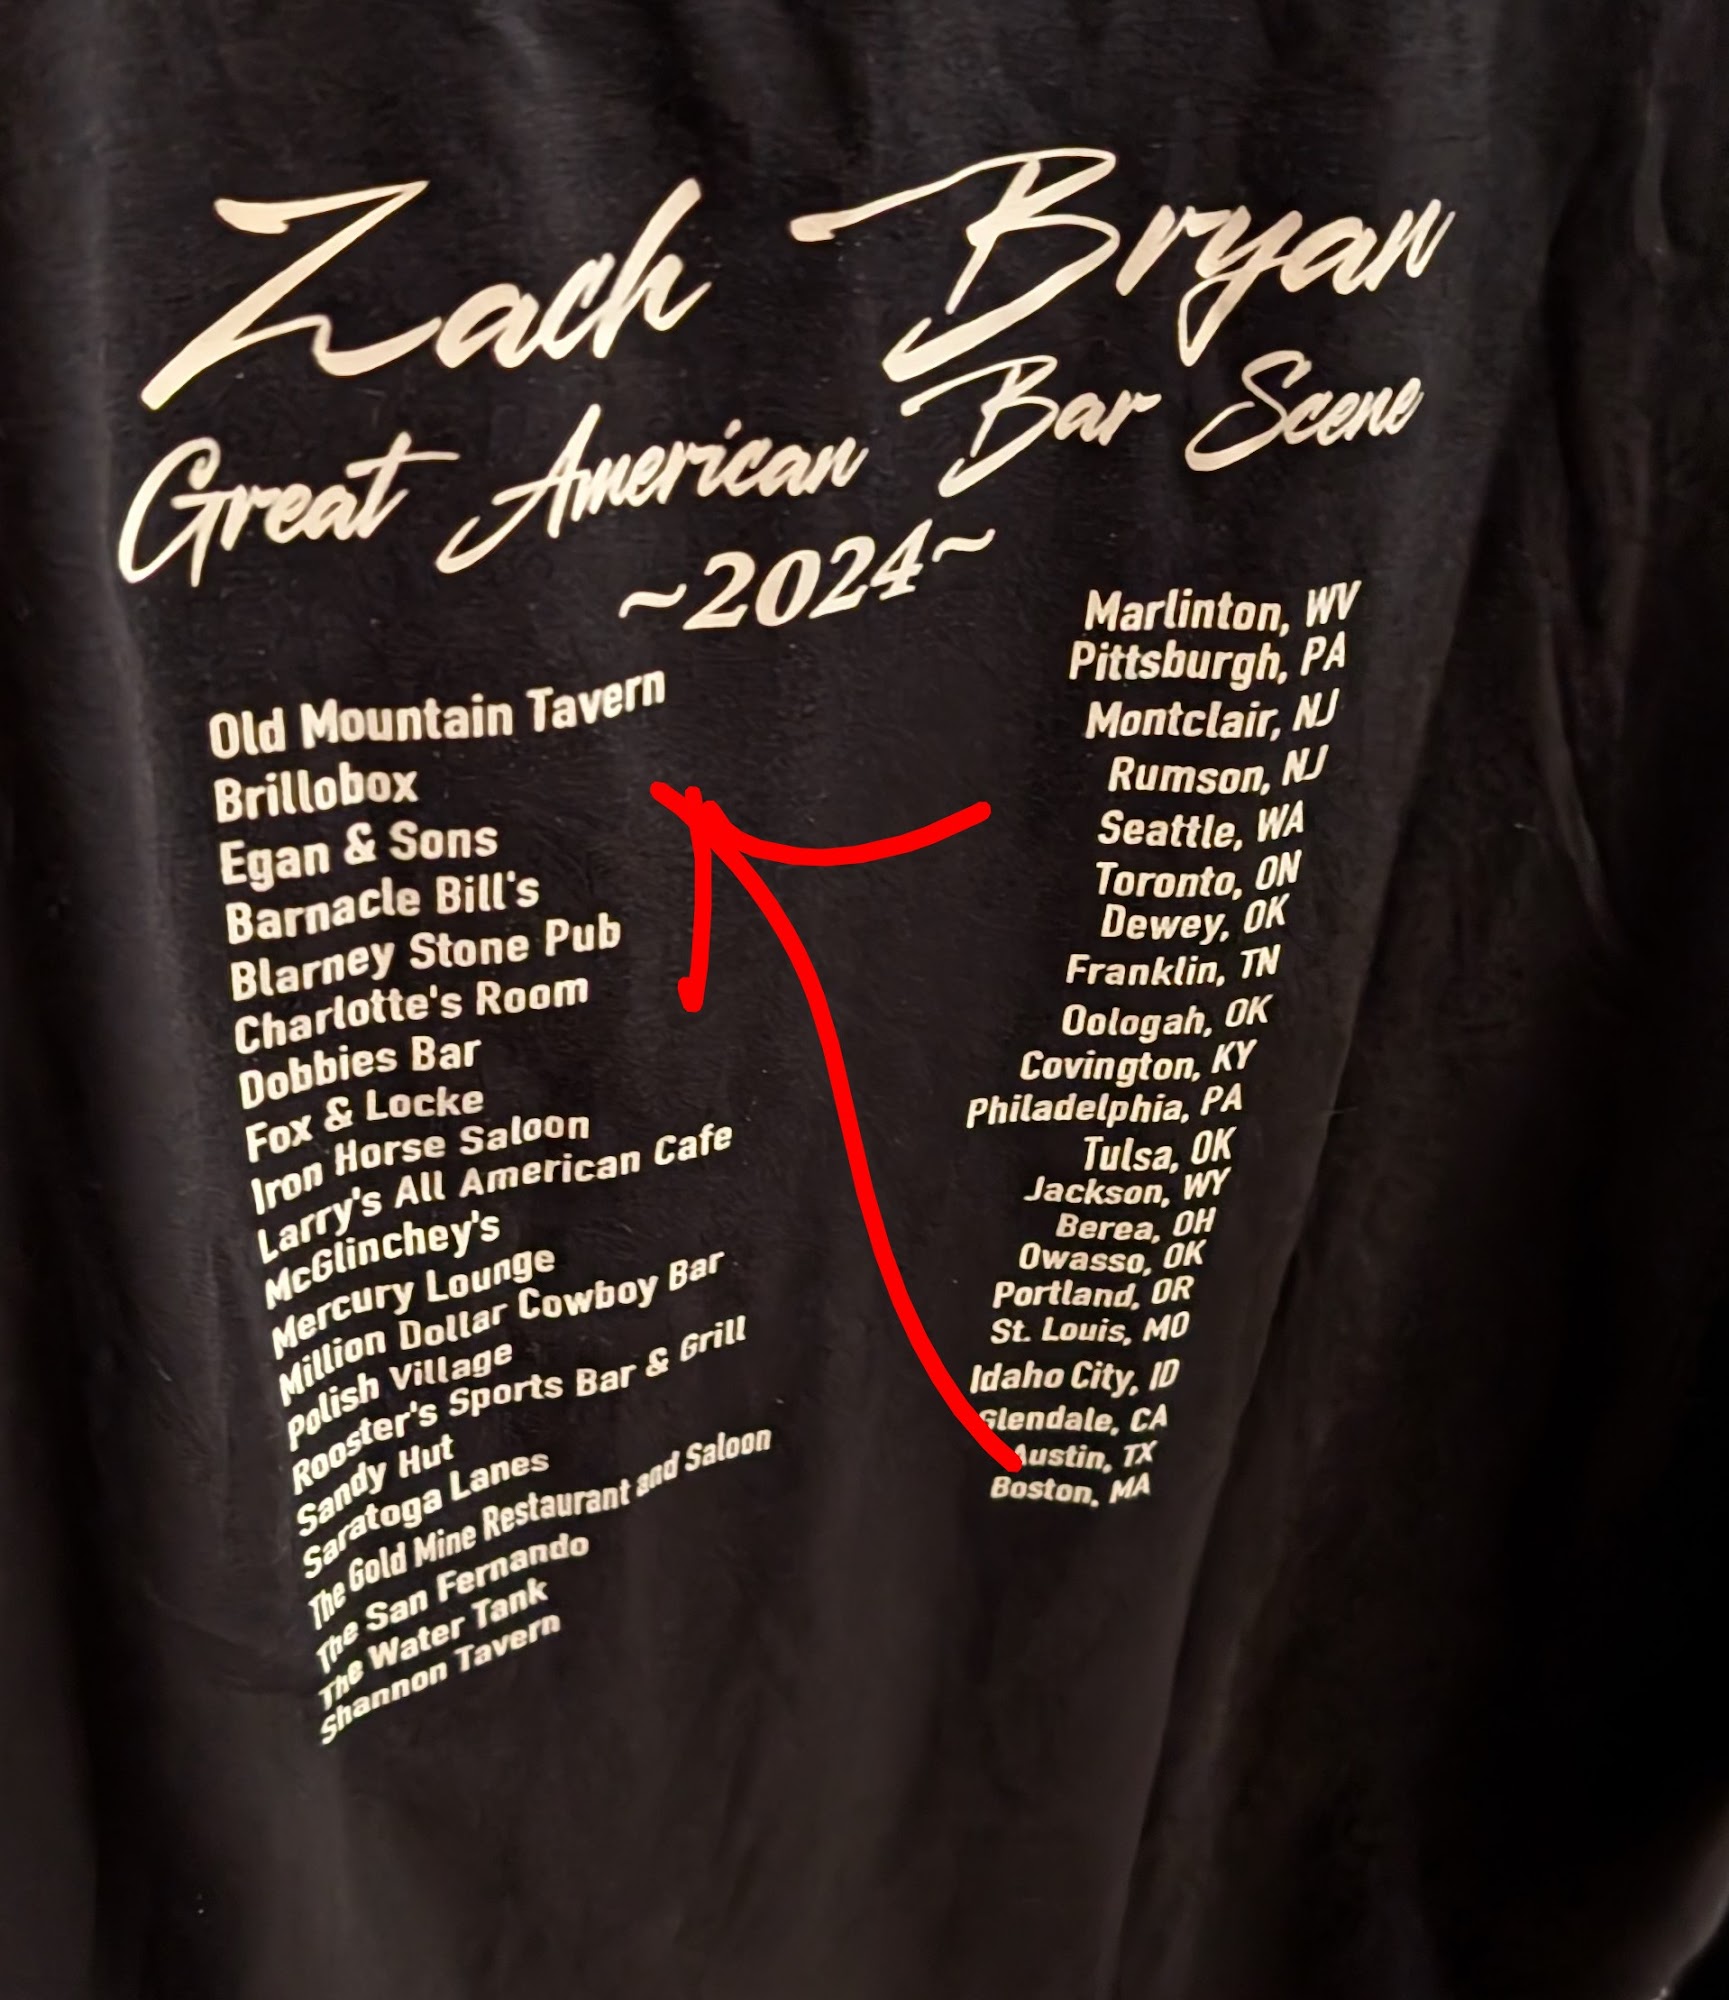 Zach Bryan
Great American Bar Scene
~2024~
Old Mountain Tavern Marlinton, WV
Brillobox Pittsburgh, PA
Egan & Sons Montclair, NJ
Barnacle Bill's Rumson, NJ
Blarney Stone Pub Seattle, WA
Charlotte's Room Toronto, ON
Dobbies Bar Dewey, OK
Fox & Locke Franklin, TN
Iron Horse Saloon Oologah, OK
Larry's All American Cafe Covington, KY
McGlinchey's Philadelphia, PA
Mercury Lounge Tulsa, OK
Million Dollar Cowboy Bar Jackson, WY
Polish Village Berea, OH
Rooster's Sports Bar & Grill Owasso, OK
Sandy Hut Portland, OR
Saratoga Lanes St. Louis, MO
The Gold Mine Restaurant and Saloon Idaho City, ID
The San Fernando Glendale, CA
The Water Tank Austin, TX
Shannon Tavern Boston, MA